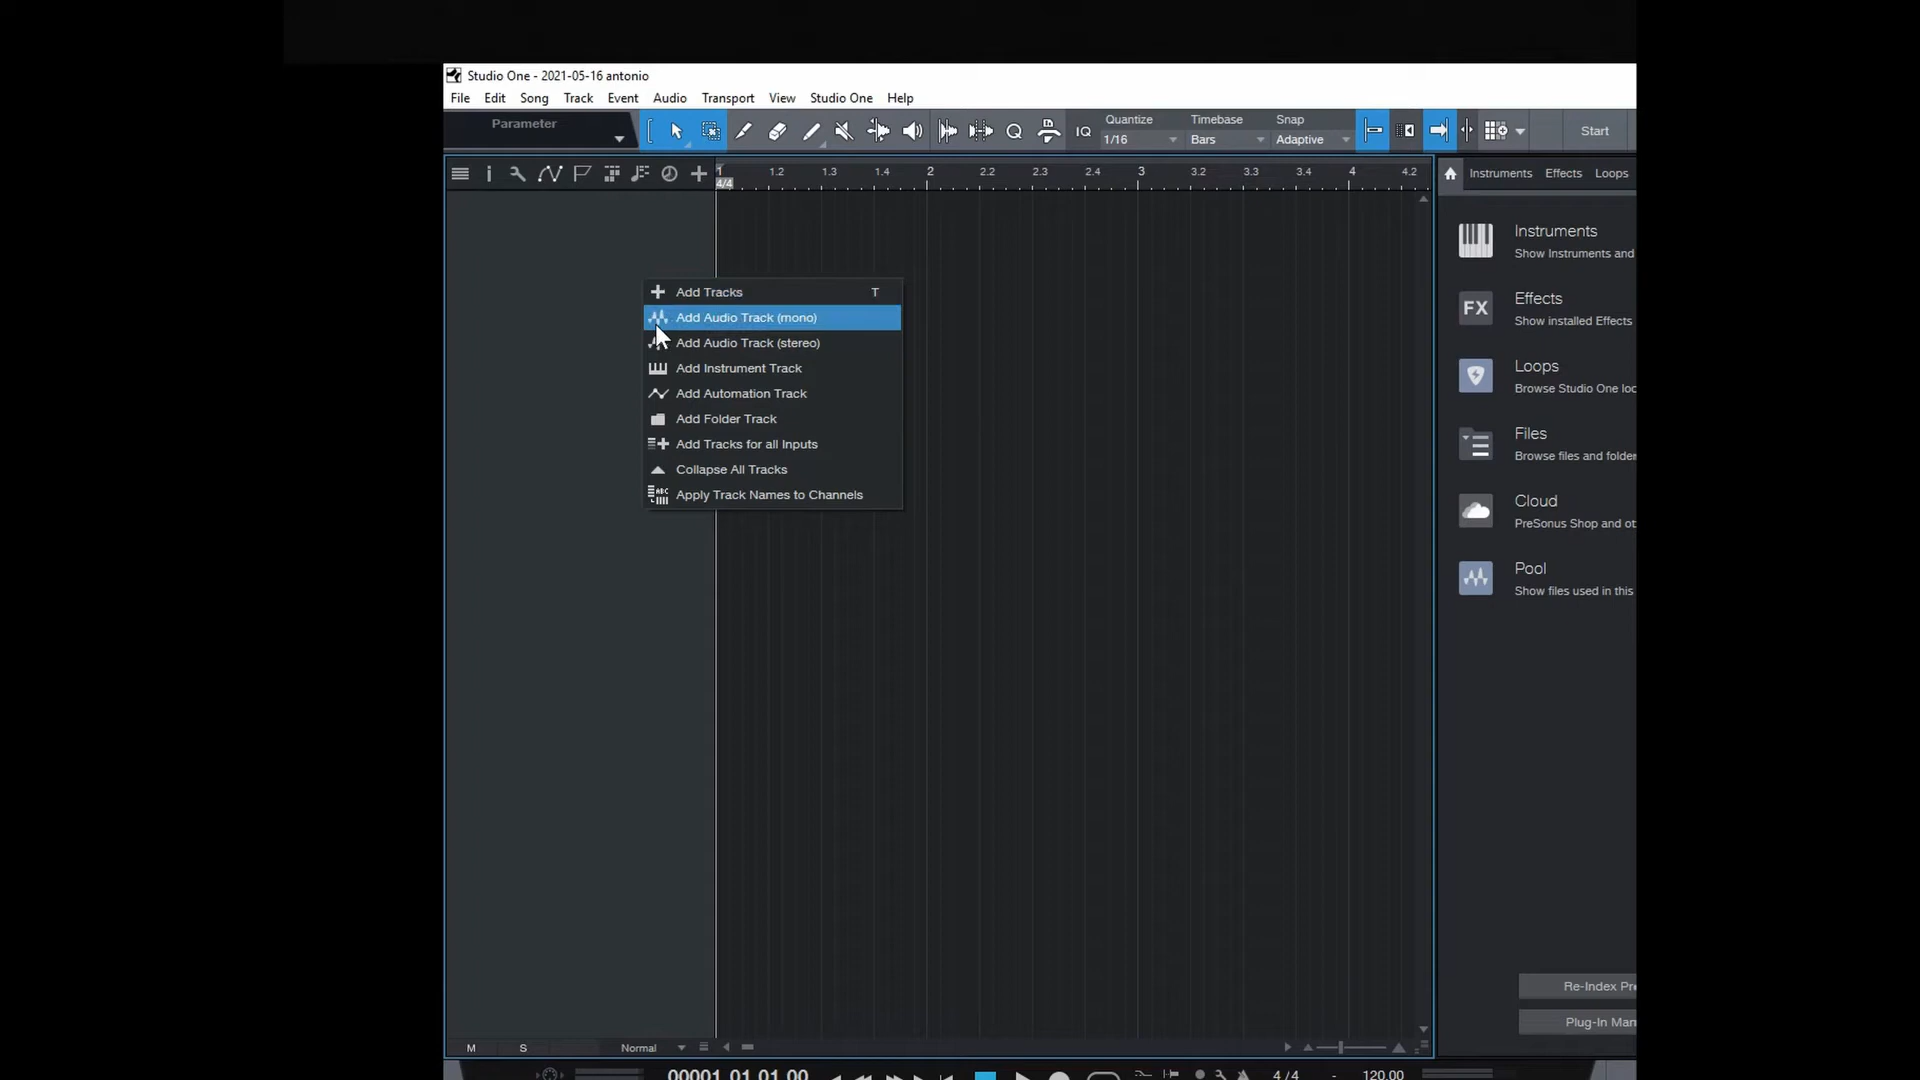 Studio One - 2021-05-16 antonio
File Edit Song Track Event Audio Transport View Studio One Help
Parameter
IQ
Quantize
1/16
Timebase
Bars
Snap
Adaptive
Start
1 1.2 1.3 1.4 2 2.2 2.3 2.4 3 3.2 3.3 3.4 4 4.2
4/4
Instruments Effects Loops
Add Tracks T
Add Audio Track (mono)
Add Audio Track (stereo)
Add Instrument Track
Add Automation Track
Add Folder Track
Add Tracks for all Inputs
Collapse All Tracks
Apply Track Names to Channels
Instruments
Show Instruments and
FX
Effects
Show installed Effects
Loops
Browse Studio One loo
Files
Browse files and folder
Cloud
PreSonus Shop and ot
Pool
Show files used in this
Re-Index Pre
Plug-In Man
M S Normal
00001.01.01.00
4/4 - 120.00